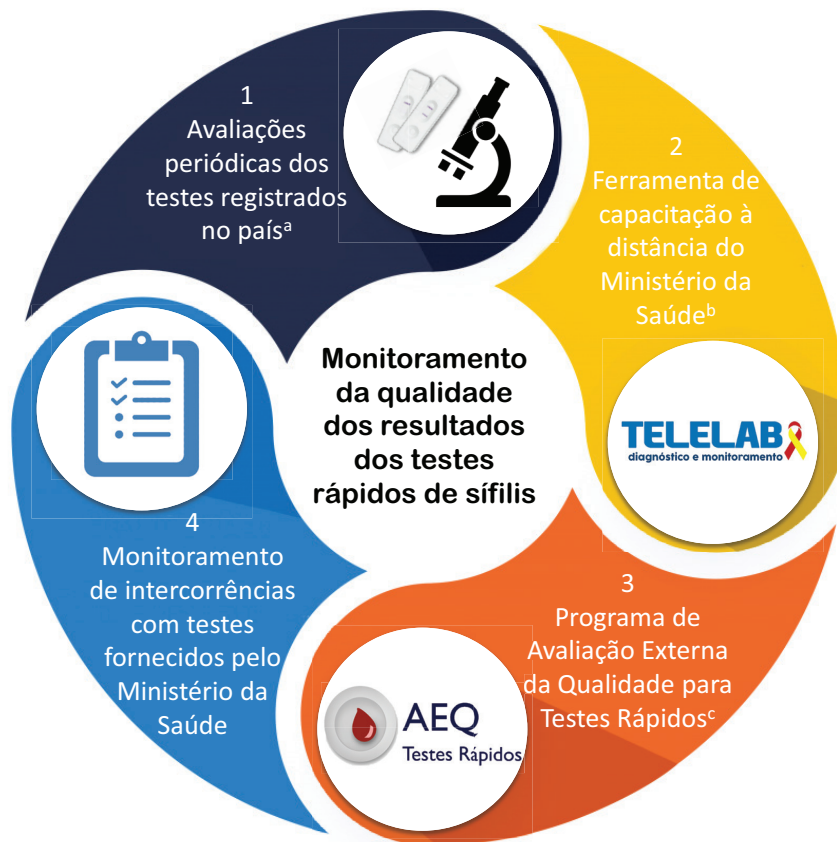 1
Avaliações
periódicas dos
testes registrados
no paísᵃ
2
Ferramenta de
capacitação à
distância do
Ministério da
Saúdeᵇ
TELELAB
diagnóstico e monitoramento
Monitoramento
da qualidade
dos resultados
dos testes
rápidos de sífilis
3
Programa de
Avaliação Externa
da Qualidade para
Testes Rápidosᶜ
AEQ
Testes Rápidos
4
Monitoramento
de intercorrências
com testes
fornecidos pelo
Ministério da
Saúde